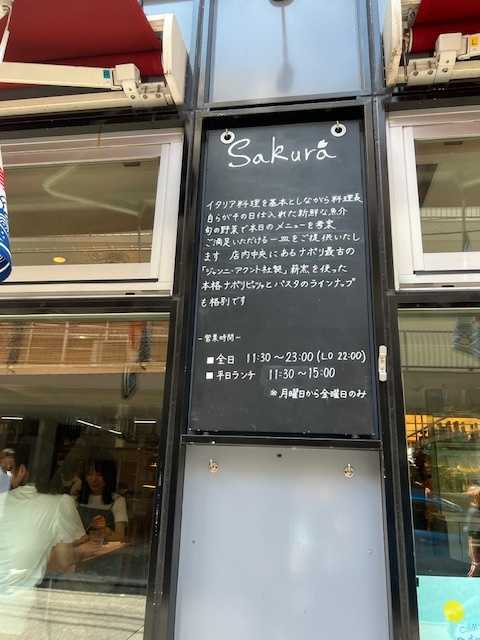 Sakura
イタリア料理を基本としながら料理長
自らがその日仕入れた新鮮な魚介
旬の野菜で本日のメニューを考案
ご満足いただける一皿をご提供いたし
ます 店内中央にあるナポリ最古の
「ジャンニ・アクント社製」薪窯を使った
本格ナポリピッツァとパスタのラインナップ
も格別です
－営業時間－
■全日 11:30～23:00(LO 22:00)
■平日ランチ 11:30～15:00
※月曜日から金曜日のみ